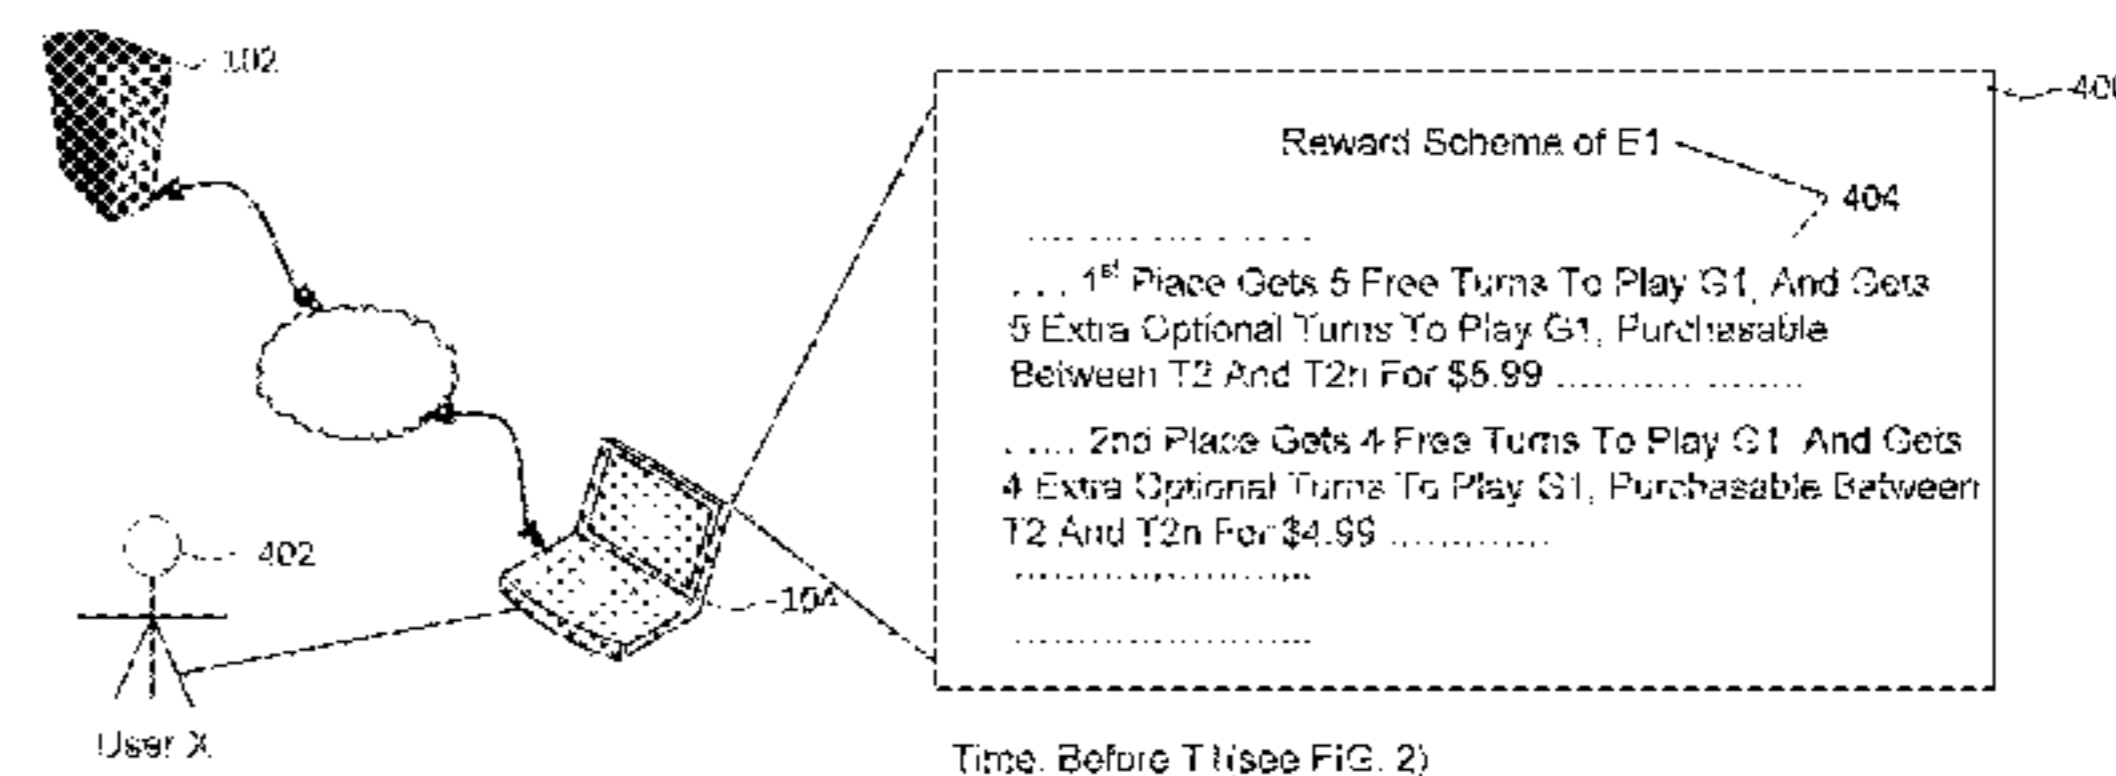 102
Reward Scheme of E1
404
1st Place Gets 5 Free Turns To Play G1, And Gets
5 Extra Optional Turns To Play G1, Purchasable
Between T2 And T2n For $5.99
2nd Place Gets 4 Free Turns To Play G1 And Gets
4 Extra Optional Turns To Play G1, Purchasable Between
T2 And T2n For $4.99
402
104
User X
Time. Before T1(see FIG. 2)